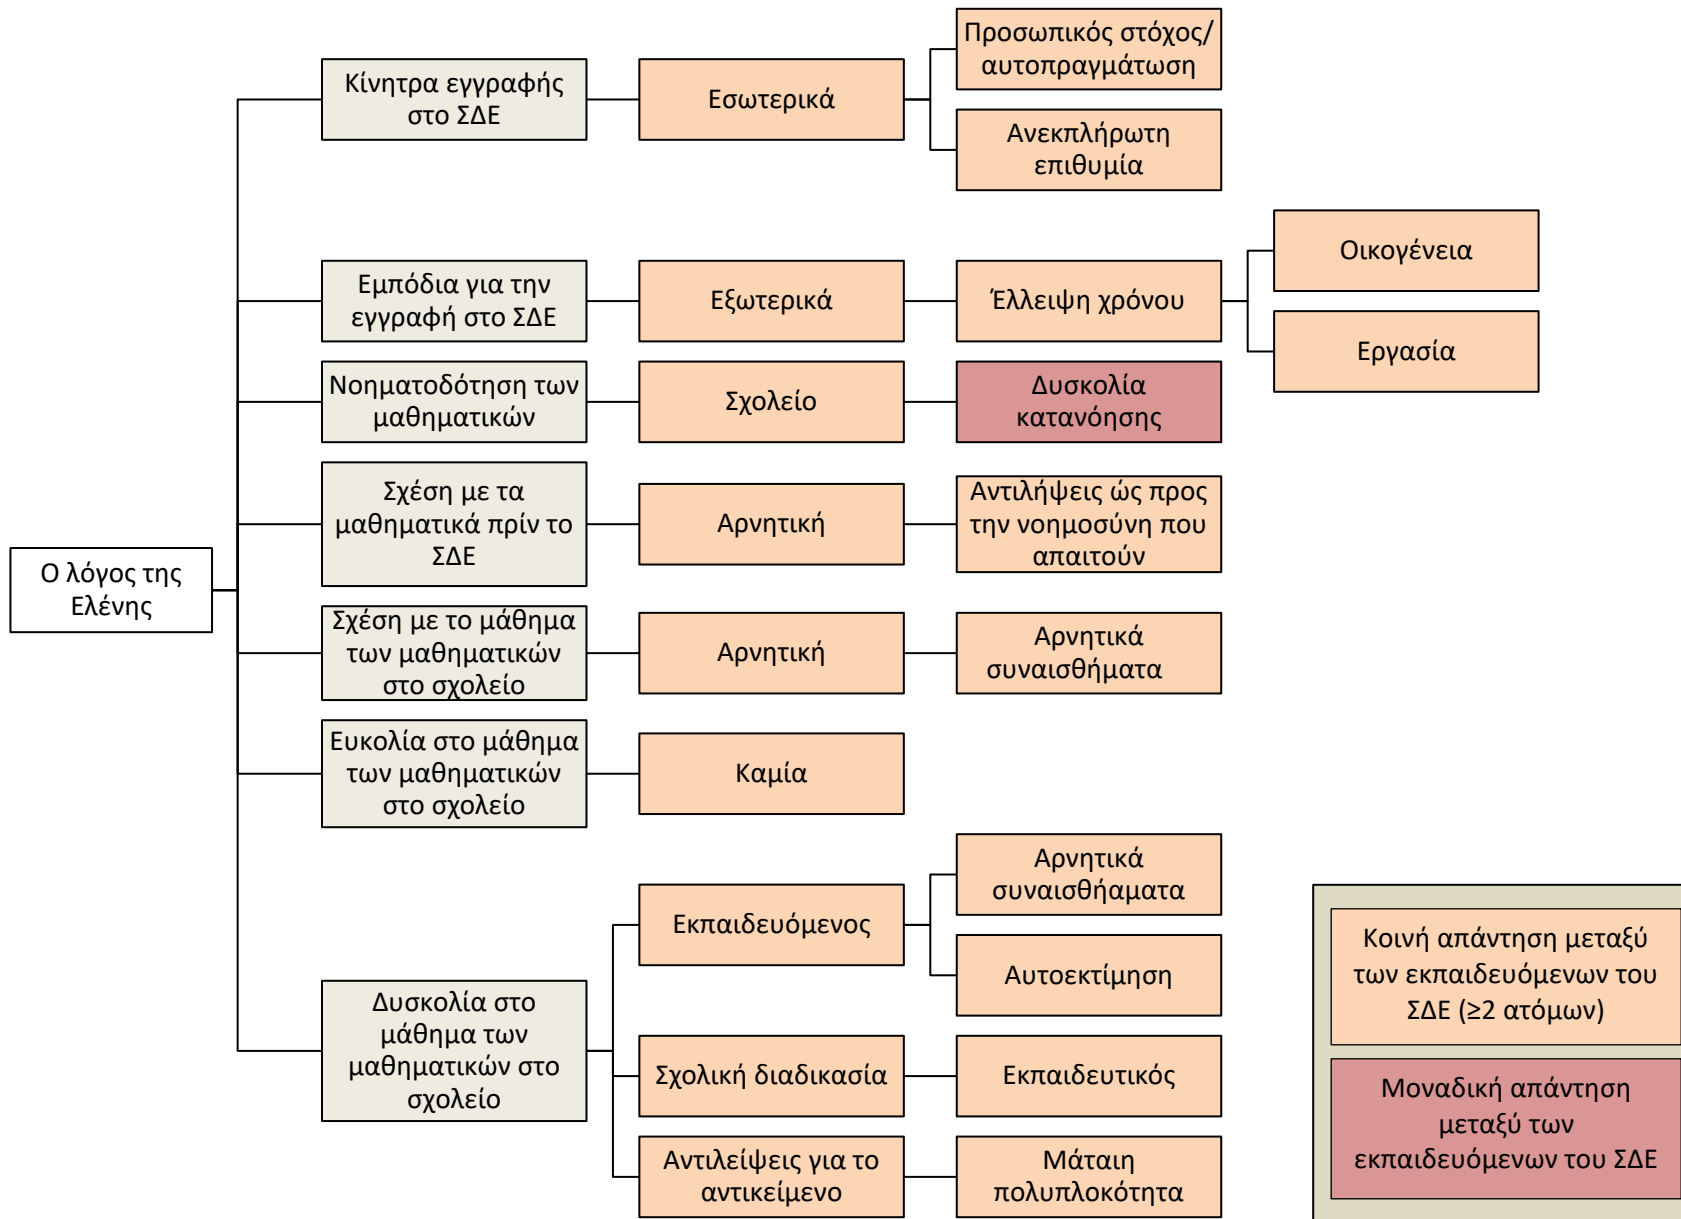 Ο λόγος της
Ελένης
Κίνητρα εγγραφής
στο ΣΔΕ
Εσωτερικά
Προσωπικός στόχος/
αυτοπραγμάτωση
Ανεκπλήρωτη
επιθυμία
Εμπόδια για την
εγγραφή στο ΣΔΕ
Εξωτερικά
Έλλειψη χρόνου
Οικογένεια
Εργασία
Νοηματοδότηση των
μαθηματικών
Σχολείο
Δυσκολία
κατανόησης
Σχέση με τα
μαθηματικά πρίν το
ΣΔΕ
Αρνητική
Αντιλήψεις ώς προς
την νοημοσύνη που
απαιτούν
Σχέση με το μάθημα
των μαθηματικών
στο σχολείο
Αρνητική
Αρνητικά
συναισθήματα
Ευκολία στο μάθημα
των μαθηματικών
στο σχολείο
Καμία
Δυσκολία στο
μάθημα των
μαθηματικών στο
σχολείο
Εκπαιδευόμενος
Αρνητικά
συναισθήαματα
Αυτοεκτίμηση
Σχολική διαδικασία
Εκπαιδευτικός
Αντιλείψεις για το
αντικείμενο
Μάταιη
πολυπλοκότητα
Κοινή απάντηση μεταξύ
των εκπαιδευόμενων του
ΣΔΕ (≥2 ατόμων)
Μοναδική απάντηση
μεταξύ των
εκπαιδευόμενων του ΣΔΕ